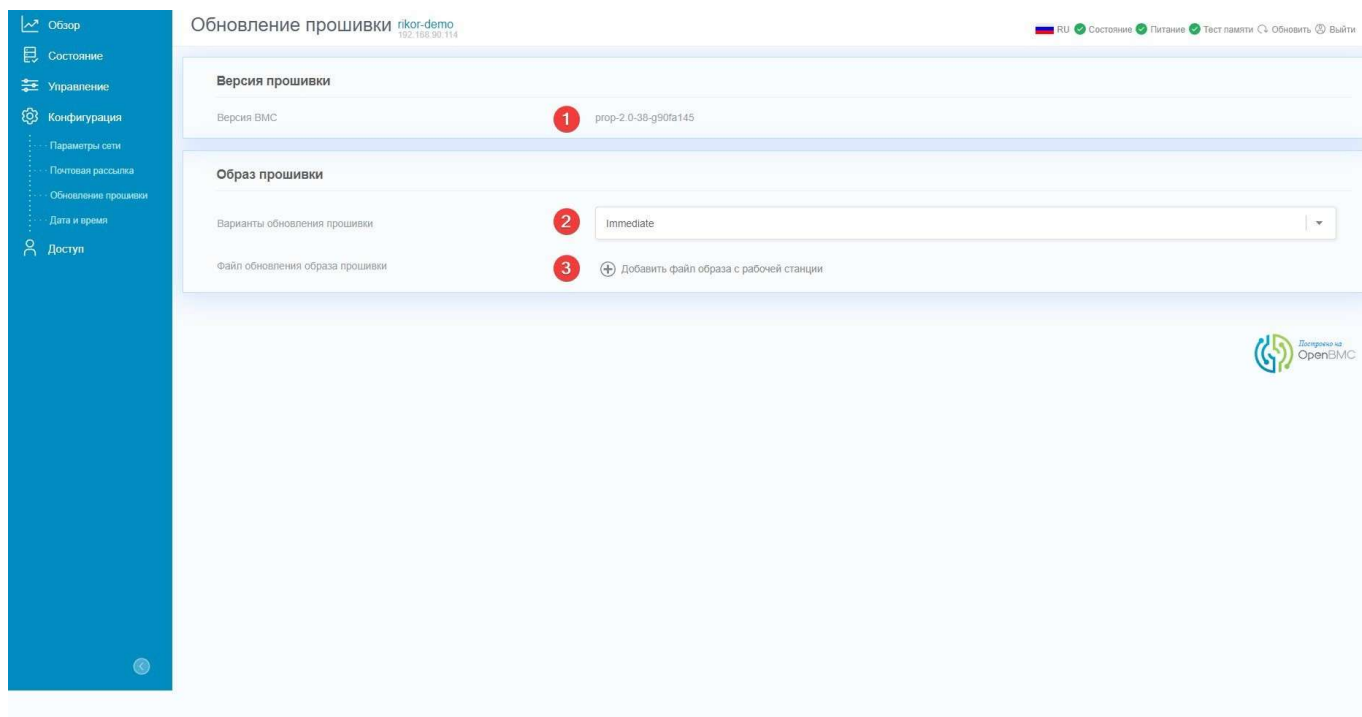 Обзор
Состояние
Управление
Конфигурация
Параметры сети
Почтовая рассылка
Обновление прошивки
Дата и время
Доступ
Обновление прошивки rikor-demo
192.168.90.114
RU Состояние Питание Тест памяти Обновить Выйти
Версия прошивки
Версия BMC 1 prop-2.0-38-g90fa145
Образ прошивки
Варианты обновления прошивки 2 Immediate
Файл обновления образа прошивки 3 Добавить файл образа с рабочей станции
Построено на
OpenBMC